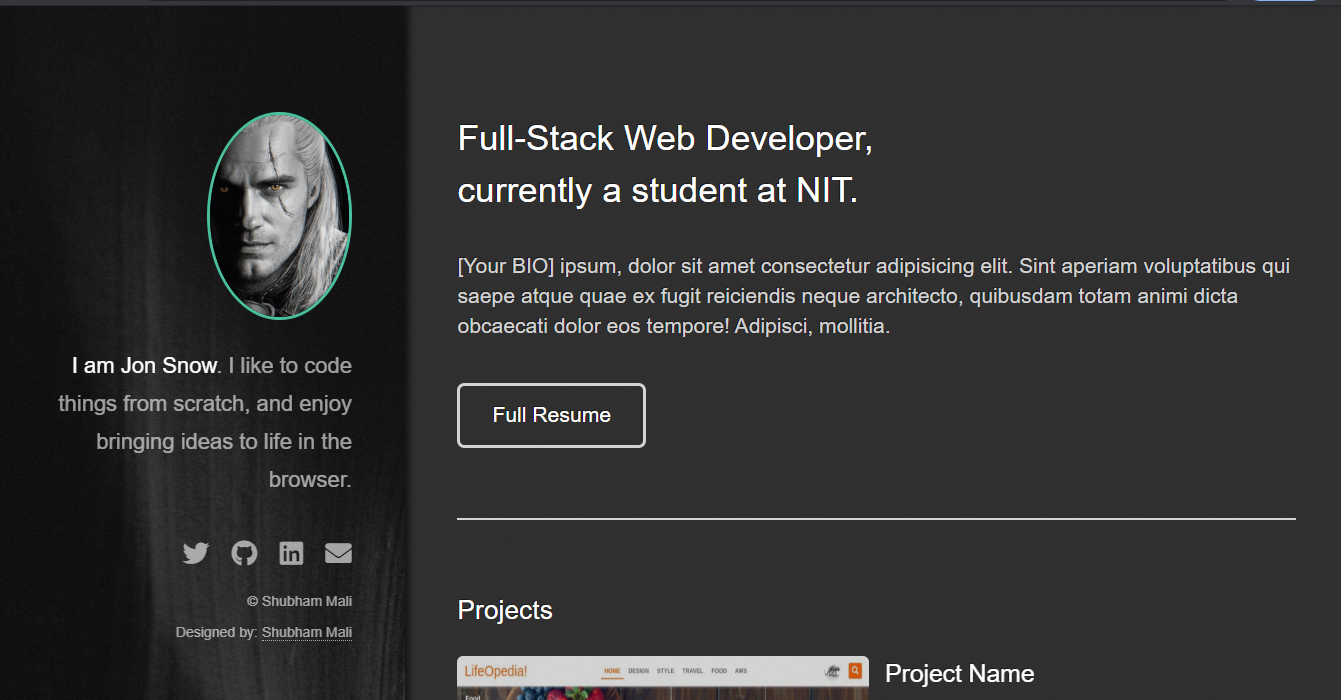 I am Jon Snow. I like to code
things from scratch, and enjoy
bringing ideas to life in the
browser.
© Shubham Mali
Designed by: Shubham Mali
Full-Stack Web Developer,
currently a student at NIT.
[Your BIO] ipsum, dolor sit amet consectetur adipisicing elit. Sint aperiam voluptatibus qui
saepe atque quae ex fugit reiciendis neque architecto, quibusdam totam animi dicta
obcaecati dolor eos tempore! Adipisci, mollitia.
Full Resume
Projects
LifeOpedia! HOME DESIGN STYLE TRAVEL FOOD AWS
Food
Project Name